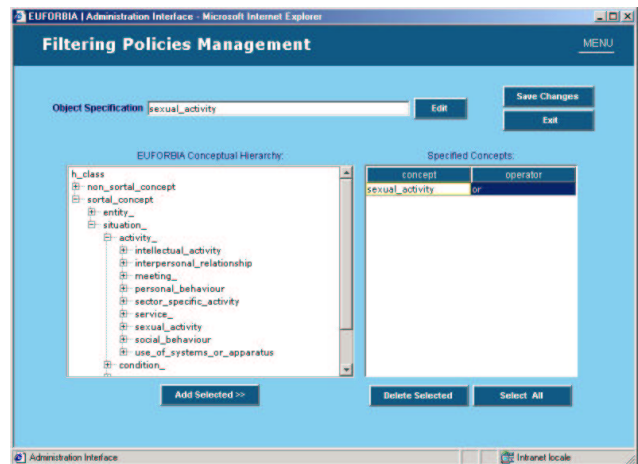 EUFORBIA | Administration Interface - Microsoft Internet Explorer
Filtering Policies Management
MENU
Object Specification sexual_activity
Edit
Save Changes
Exit
EUFORBIA Conceptual Hierarchy:
h_class
non_sortal_concept
sortal_concept
entity_
situation_
activity_
intellectual_activity
interpersonal_relationship
meeting_
personal_behaviour
sector_specific_activity
service_
sexual_activity
social_behaviour
use_of_systems_or_apparatus
condition_
Add Selected >>
Specified Concepts:
concept operator
sexual_activity or
Delete Selected
Select All
Administration Interface
Intranet locale